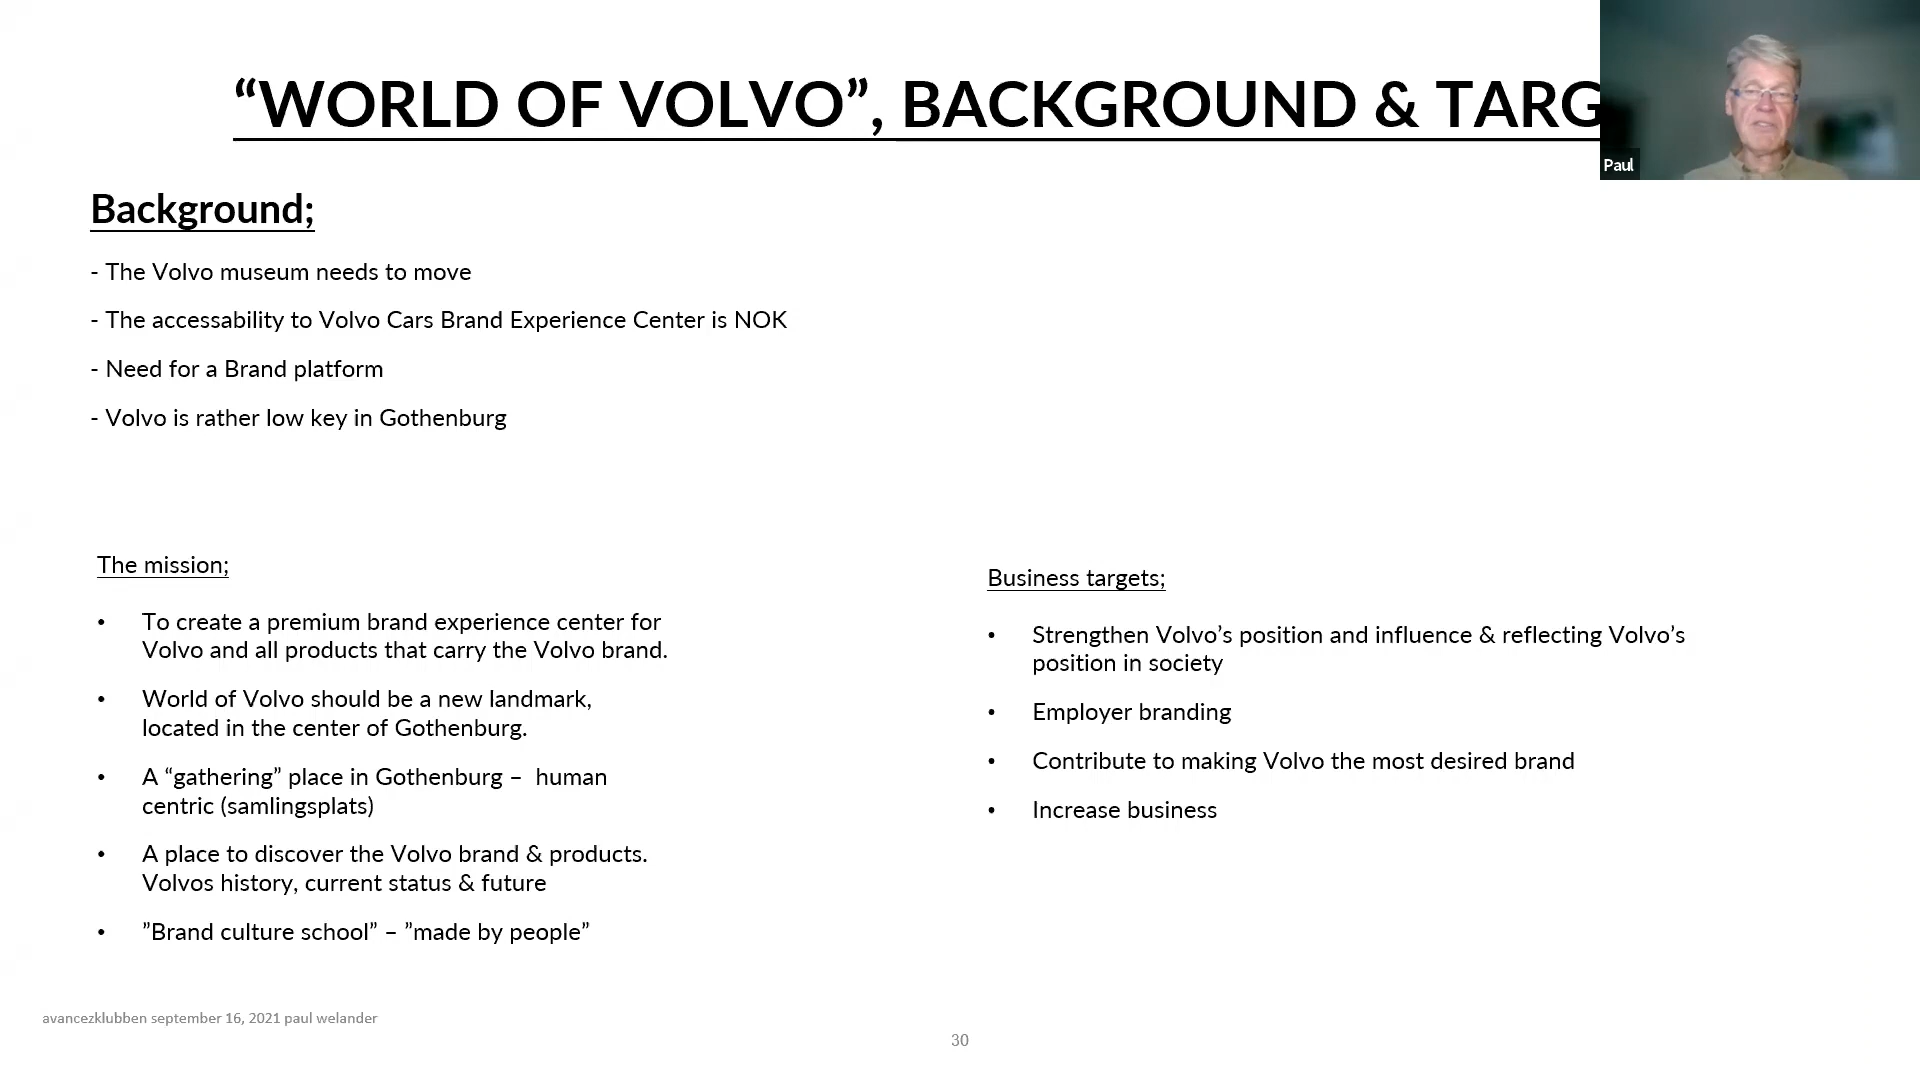 “WORLD OF VOLVO”, BACKGROUND & TARG
Paul
Background;
- The Volvo museum needs to move
- The accessability to Volvo Cars Brand Experience Center is NOK
- Need for a Brand platform
- Volvo is rather low key in Gothenburg
The mission;
• To create a premium brand experience center for
Volvo and all products that carry the Volvo brand.
• World of Volvo should be a new landmark,
located in the center of Gothenburg.
• A “gathering” place in Gothenburg – human
centric (samlingsplats)
• A place to discover the Volvo brand & products.
Volvos history, current status & future
• ”Brand culture school” – ”made by people”
Business targets;
• Strengthen Volvo’s position and influence & reflecting Volvo’s
position in society
• Employer branding
• Contribute to making Volvo the most desired brand
• Increase business
avancezklubben september 16, 2021 paul welander
30